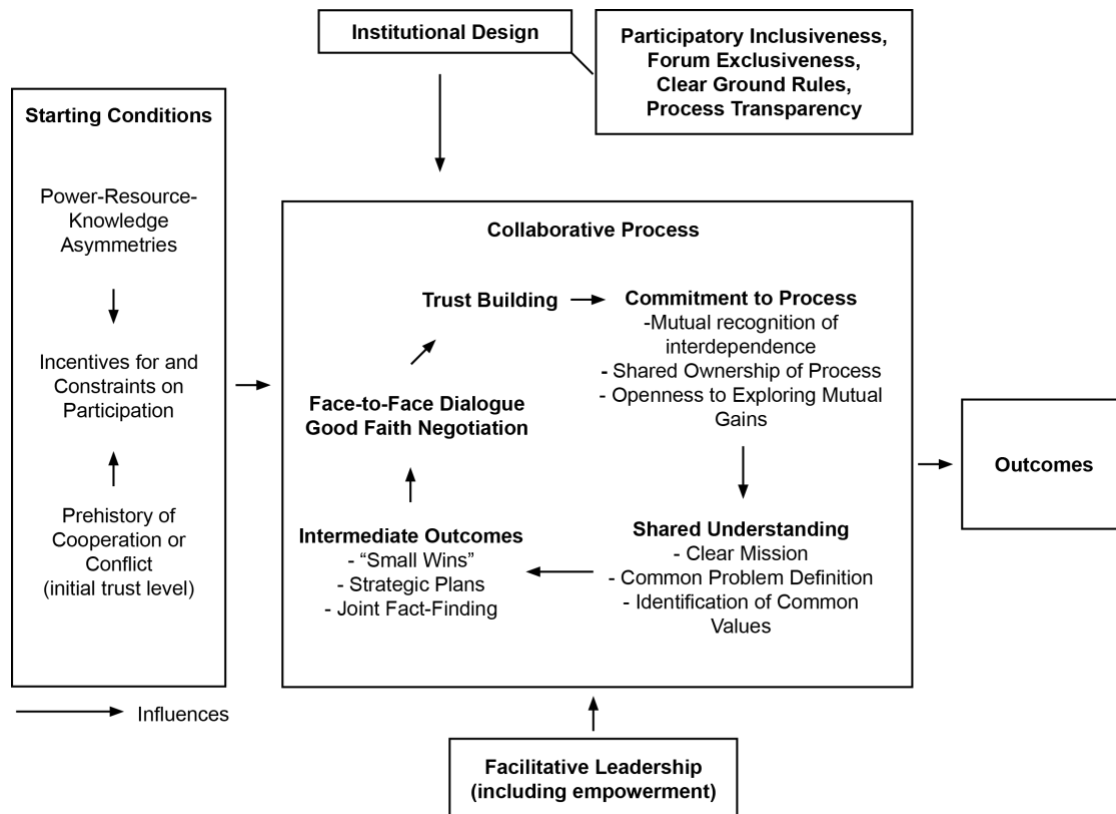 Institutional Design
Participatory Inclusiveness,
Forum Exclusiveness,
Clear Ground Rules,
Process Transparency
Starting Conditions
Power-Resource-
Knowledge
Asymmetries
Incentives for and
Constraints on
Participation
Prehistory of
Cooperation or
Conflict
(initial trust level)
Influences
Collaborative Process
Trust Building
Commitment to Process
-Mutual recognition of
interdependence
- Shared Ownership of Process
- Openness to Exploring Mutual
Gains
Face-to-Face Dialogue
Good Faith Negotiation
Intermediate Outcomes
- “Small Wins”
- Strategic Plans
- Joint Fact-Finding
Shared Understanding
- Clear Mission
- Common Problem Definition
- Identification of Common
Values
Outcomes
Facilitative Leadership
(including empowerment)